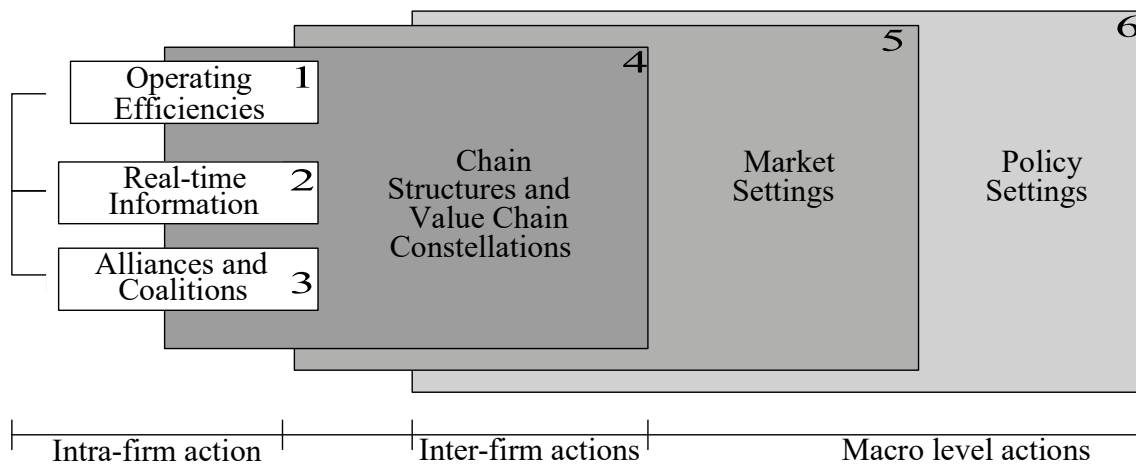 1
Operating
Efficiencies
2
Real-time
Information
3
Alliances and
Coalitions
4
Chain
Structures and
Value Chain
Constellations
5
Market
Settings
6
Policy
Settings
Intra-firm action
Inter-firm actions
Macro level actions